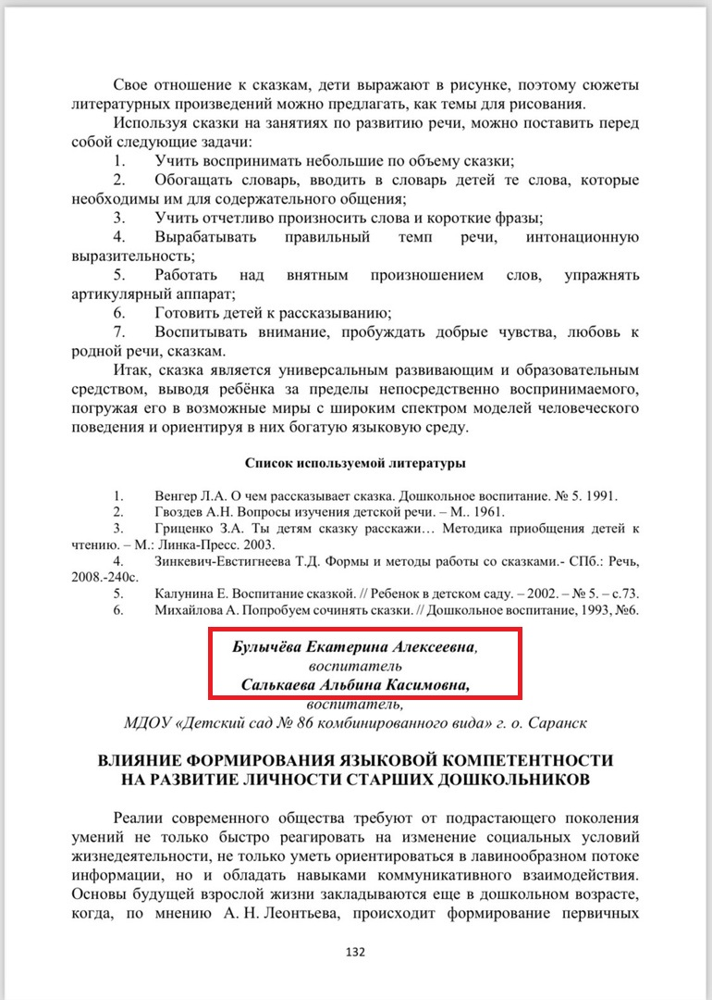 Свое отношение к сказкам, дети выражают в рисунке, поэтому сюжеты
литературных произведений можно предлагать, как темы для рисования.
Используя сказки на занятиях по развитию речи, можно поставить перед
собой следующие задачи:
1. Учить воспринимать небольшие по объему сказки;
2. Обогащать словарь, вводить в словарь детей те слова, которые
необходимы им для содержательного общения;
3. Учить отчетливо произносить слова и короткие фразы;
4. Вырабатывать правильный темп речи, интонационную
выразительность;
5. Работать над внятным произношением слов, упражнять
артикулярный аппарат;
6. Готовить детей к рассказыванию;
7. Воспитывать внимание, пробуждать добрые чувства, любовь к
родной речи, сказкам.
Итак, сказка является универсальным развивающим и образовательным
средством, выводя ребёнка за пределы непосредственно воспринимаемого,
погружая его в возможные миры с широким спектром моделей человеческого
поведения и ориентируя в них богатую языковую среду.
Список используемой литературы
1. Венгер Л.А. О чем рассказывает сказка. Дошкольное воспитание. № 5. 1991.
2. Гвоздев А.Н. Вопросы изучения детской речи. – М.. 1961.
3. Гриценко З.А. Ты детям сказку расскажи… Методика приобщения детей к
чтению. – М.: Линка-Пресс. 2003.
4. Зинкевич-Евстигнеева Т.Д. Формы и методы работы со сказками.- СПб.: Речь,
2008.-240с.
5. Калунина Е. Воспитание сказкой. // Ребенок в детском саду. – 2002. – № 5. – с.73.
6. Михайлова А. Попробуем сочинять сказки. // Дошкольное воспитание, 1993, №6.
Булычёва Екатерина Алексеевна,
воспитатель
Салькаева Альбина Касимовна,
воспитатель,
МДОУ «Детский сад № 86 комбинированного вида» г. о. Саранск
ВЛИЯНИЕ ФОРМИРОВАНИЯ ЯЗЫКОВОЙ КОМПЕТЕНТНОСТИ
НА РАЗВИТИЕ ЛИЧНОСТИ СТАРШИХ ДОШКОЛЬНИКОВ
Реалии современного общества требуют от подрастающего поколения
умений не только быстро реагировать на изменение социальных условий
жизнедеятельности, не только уметь ориентироваться в лавинообразном потоке
информации, но и обладать навыками коммуникативного взаимодействия.
Основы будущей взрослой жизни закладываются еще в дошкольном возрасте,
когда, по мнению А. Н. Леонтьева, происходит формирование первичных
132